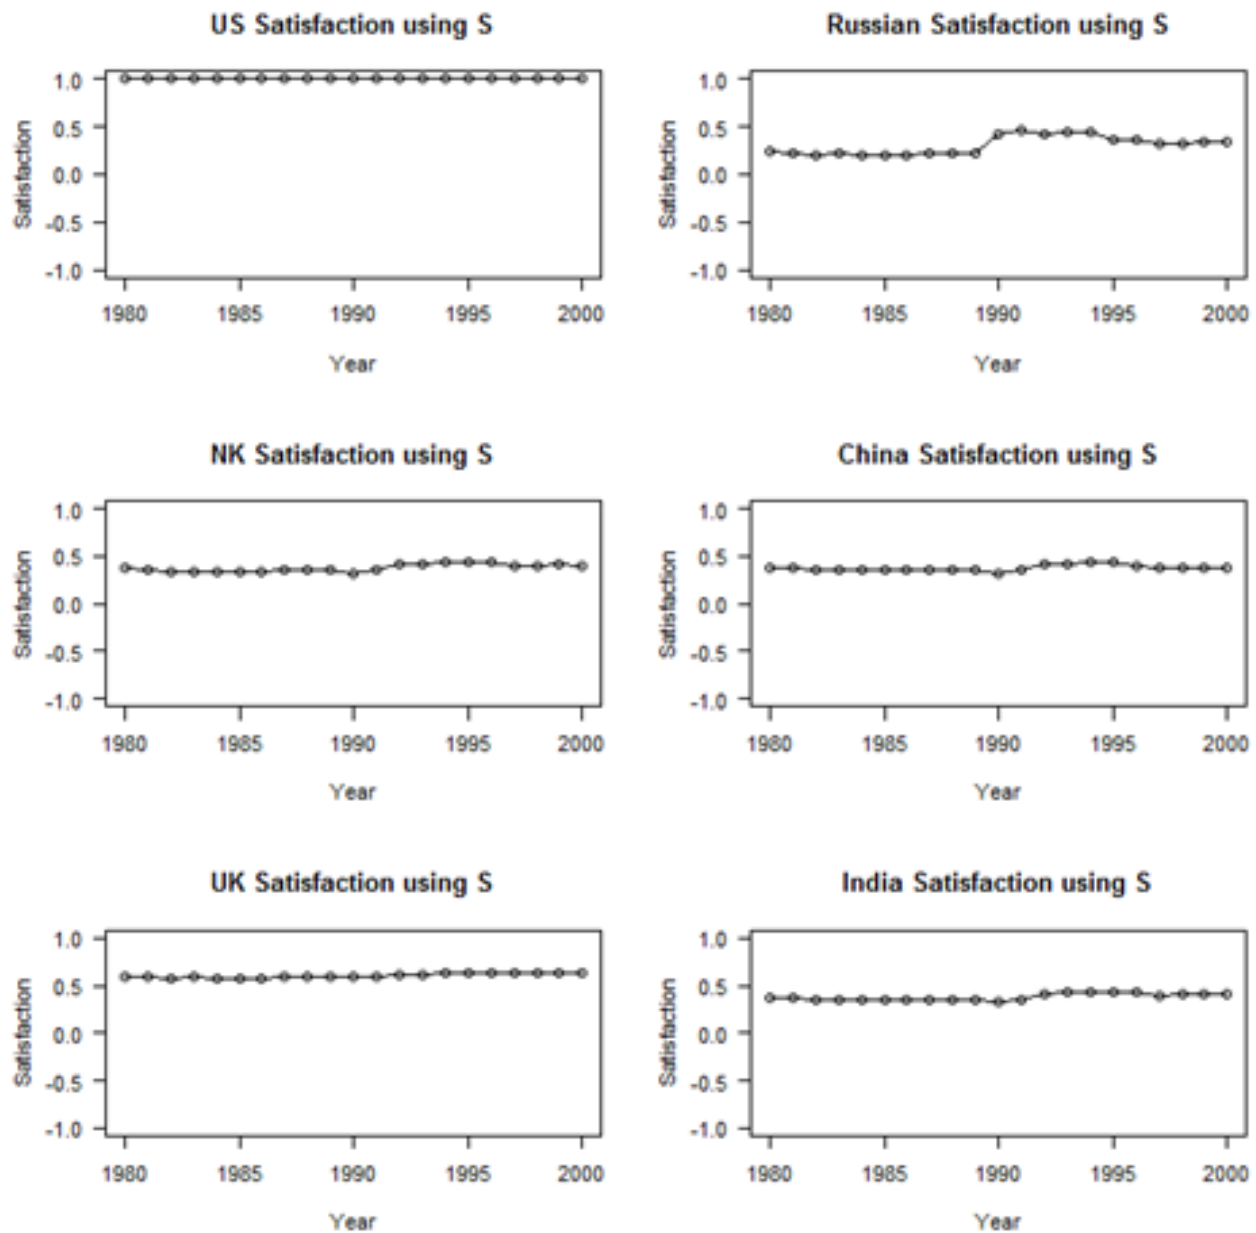 US Satisfaction using S
Satisfaction
1.0
0.5
0.0
-0.5
-1.0
1980 1985 1990 1995 2000
Year
Russian Satisfaction using S
Satisfaction
1.0
0.5
0.0
-0.5
-1.0
1980 1985 1990 1995 2000
Year
NK Satisfaction using S
Satisfaction
1.0
0.5
0.0
-0.5
-1.0
1980 1985 1990 1995 2000
Year
China Satisfaction using S
Satisfaction
1.0
0.5
0.0
-0.5
-1.0
1980 1985 1990 1995 2000
Year
UK Satisfaction using S
Satisfaction
1.0
0.5
0.0
-0.5
-1.0
1980 1985 1990 1995 2000
Year
India Satisfaction using S
Satisfaction
1.0
0.5
0.0
-0.5
-1.0
1980 1985 1990 1995 2000
Year